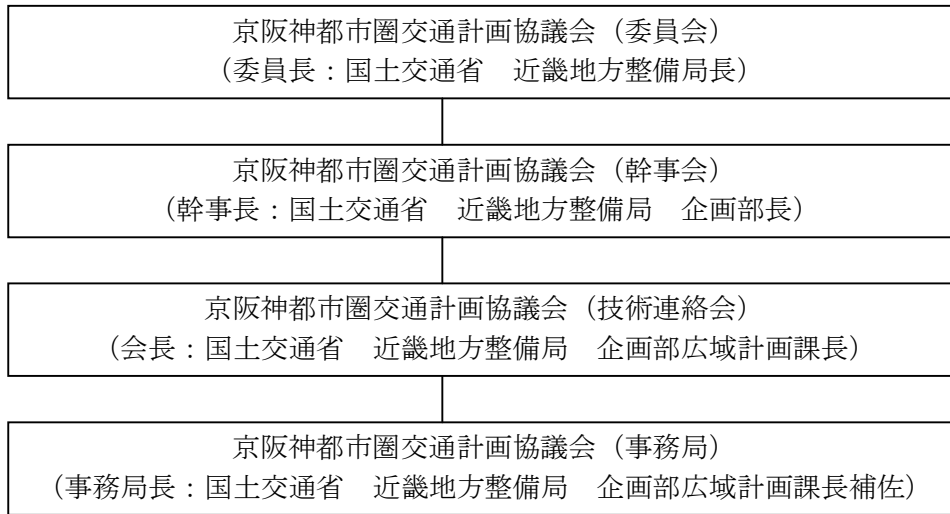 京阪神都市圏交通計画協議会（委員会）
（委員長：国土交通省　近畿地方整備局長）
京阪神都市圏交通計画協議会（幹事会）
（幹事長：国土交通省　近畿地方整備局　企画部長）
京阪神都市圏交通計画協議会（技術連絡会）
（会長：国土交通省　近畿地方整備局　企画部広域計画課長）
京阪神都市圏交通計画協議会（事務局）
（事務局長：国土交通省　近畿地方整備局　企画部広域計画課長補佐）